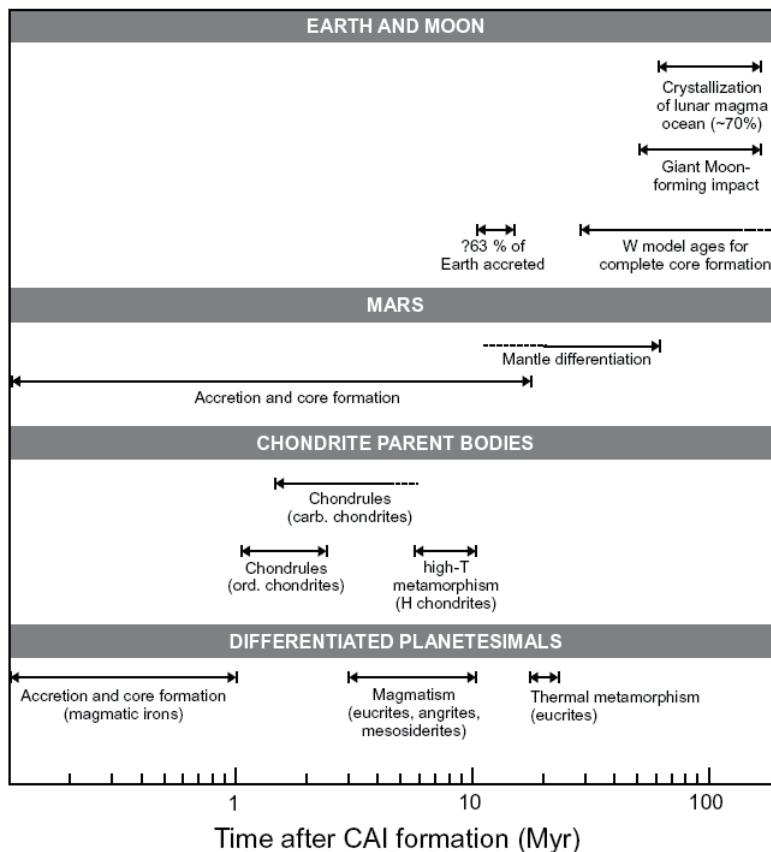 EARTH AND MOON
Crystallization
of lunar magma
ocean (~70%)
Giant Moon-
forming impact
?63 % of
Earth accreted
W model ages for
complete core formation
MARS
Mantle differentiation
Accretion and core formation
CHONDRITE PARENT BODIES
Chondrules
(carb. chondrites)
Chondrules
(ord. chondrites)
high-T
metamorphism
(H chondrites)
DIFFERENTIATED PLANETESIMALS
Accretion and core formation
(magmatic irons)
Magmatism
(eucrites, angrites,
mesosiderites)
Thermal metamorphism
(eucrites)
1 10 100
Time after CAI formation (Myr)